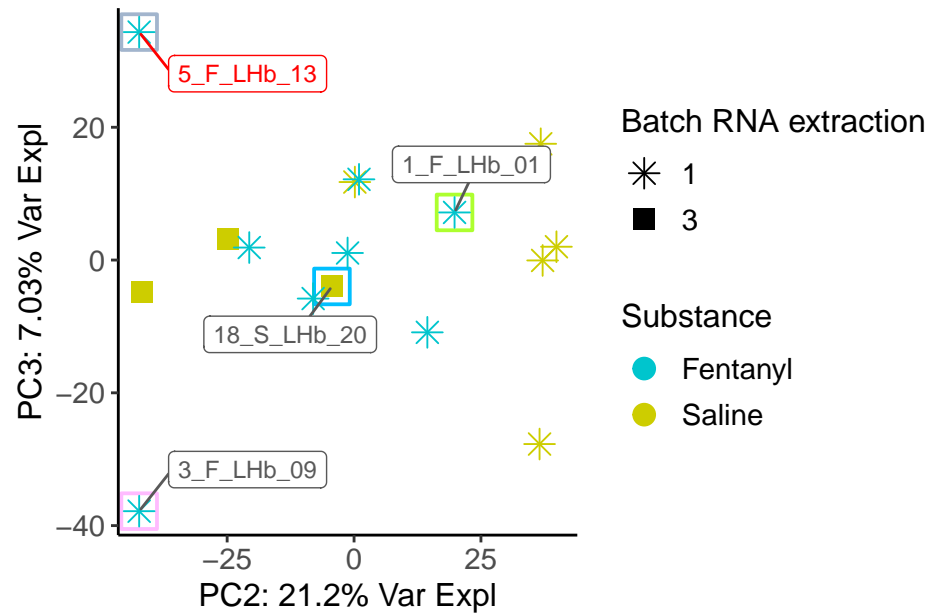 5_F_LHb_13
20
1_F_LHb_01
0
18_S_LHb_20
−20
3_F_LHb_09
−40
−25
0
25
PC3: 7.03% Var Expl
PC2: 21.2% Var Expl
Batch RNA extraction
1
3
Substance
Fentanyl
Saline